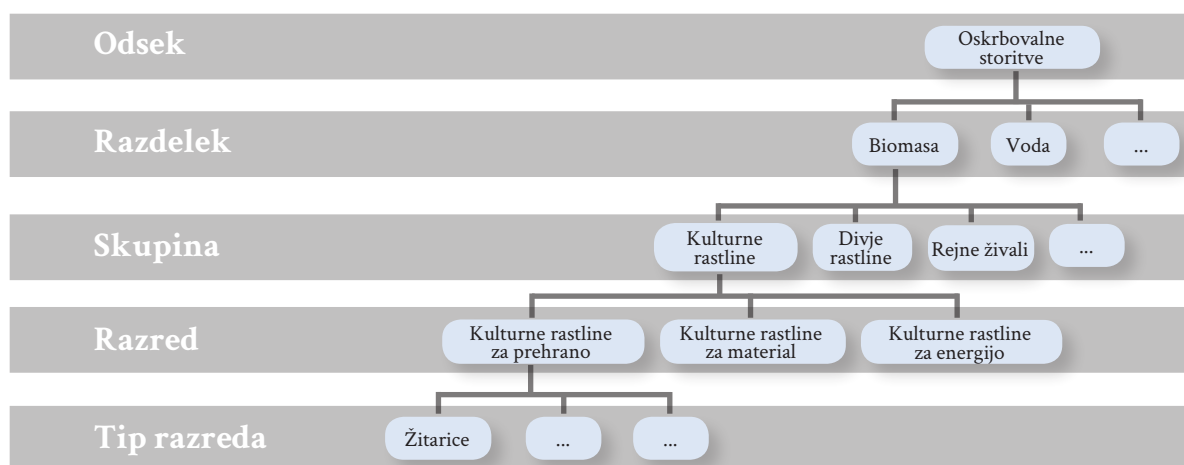 Odsek
Oskrbovalne
storitve
Razdelek
Biomasa
Voda
...
Skupina
Kulturne
rastline
Divje
rastline
Rejne živali
...
Razred
Kulturne rastline
za prehrano
Kulturne rastline
za material
Kulturne rastline
za energijo
Tip razreda
Žitarice
...
...